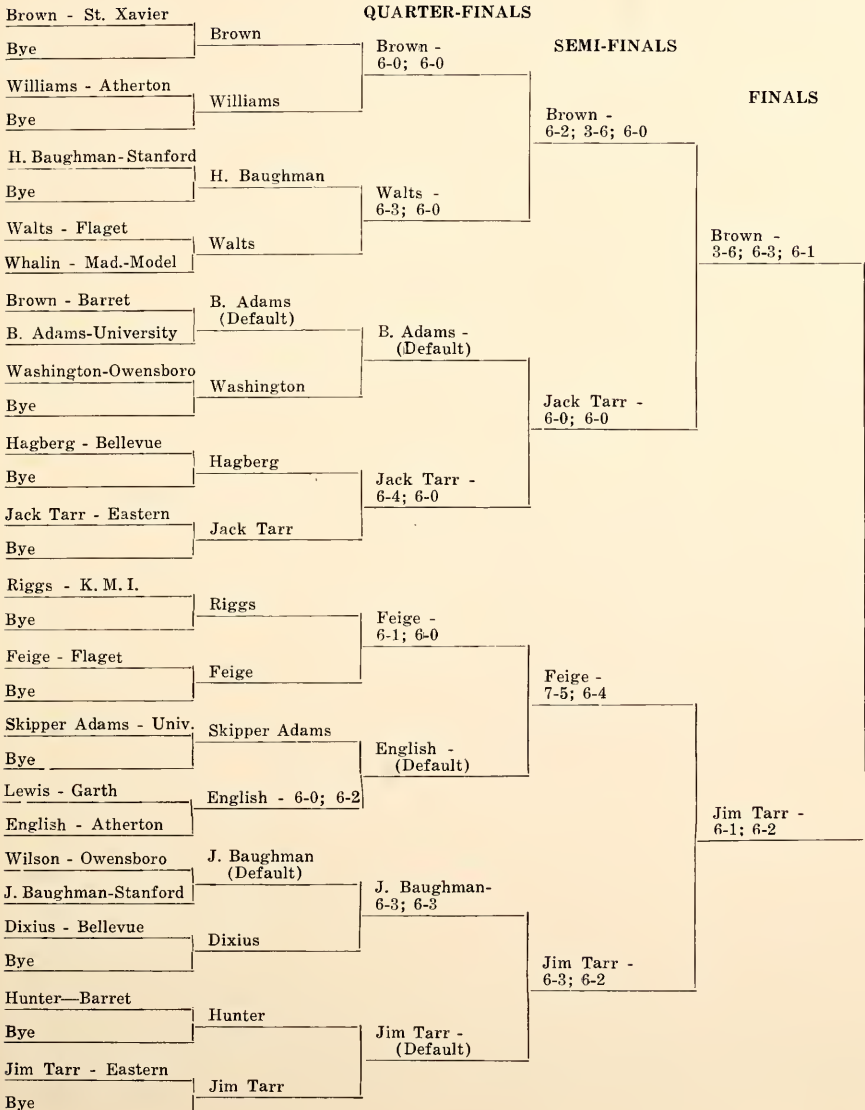 QUARTER-FINALS
SEMI-FINALS
FINALS
Brown - St. Xavier
Bye
Williams - Atherton
Bye
H. Baughman-Stanford
Bye
Walts - Flaget
Whalin - Mad.-Model
Brown - Barret
B. Adams-University
Washington-Owensboro
Bye
Hagberg - Bellevue
Bye
Jack Tarr - Eastern
Bye
Riggs - K. M. I.
Bye
Feige - Flaget
Bye
Skipper Adams - Univ.
Bye
Lewis - Garth
English - Atherton
Wilson - Owensboro
J. Baughman-Stanford
Dixius - Bellevue
Bye
Hunter—Barret
Bye
Jim Tarr - Eastern
Bye
Brown
Williams
H. Baughman
Walts
B. Adams
(Default)
Washington
Hagberg
Jack Tarr
Riggs
Feige
Skipper Adams
English - 6-0; 6-2
J. Baughman
(Default)
Dixius
Hunter
Jim Tarr
Brown -
6-0; 6-0
Walts -
6-3; 6-0
B. Adams -
(Default)
Jack Tarr -
6-4; 6-0
Feige -
6-1; 6-0
English -
(Default)
J. Baughman-
6-3; 6-3
Jim Tarr -
(Default)
Brown -
6-2; 3-6; 6-0
Jack Tarr -
6-0; 6-0
Feige -
7-5; 6-4
Jim Tarr -
6-3; 6-2
Brown -
3-6; 6-3; 6-1
Jim Tarr -
6-1; 6-2